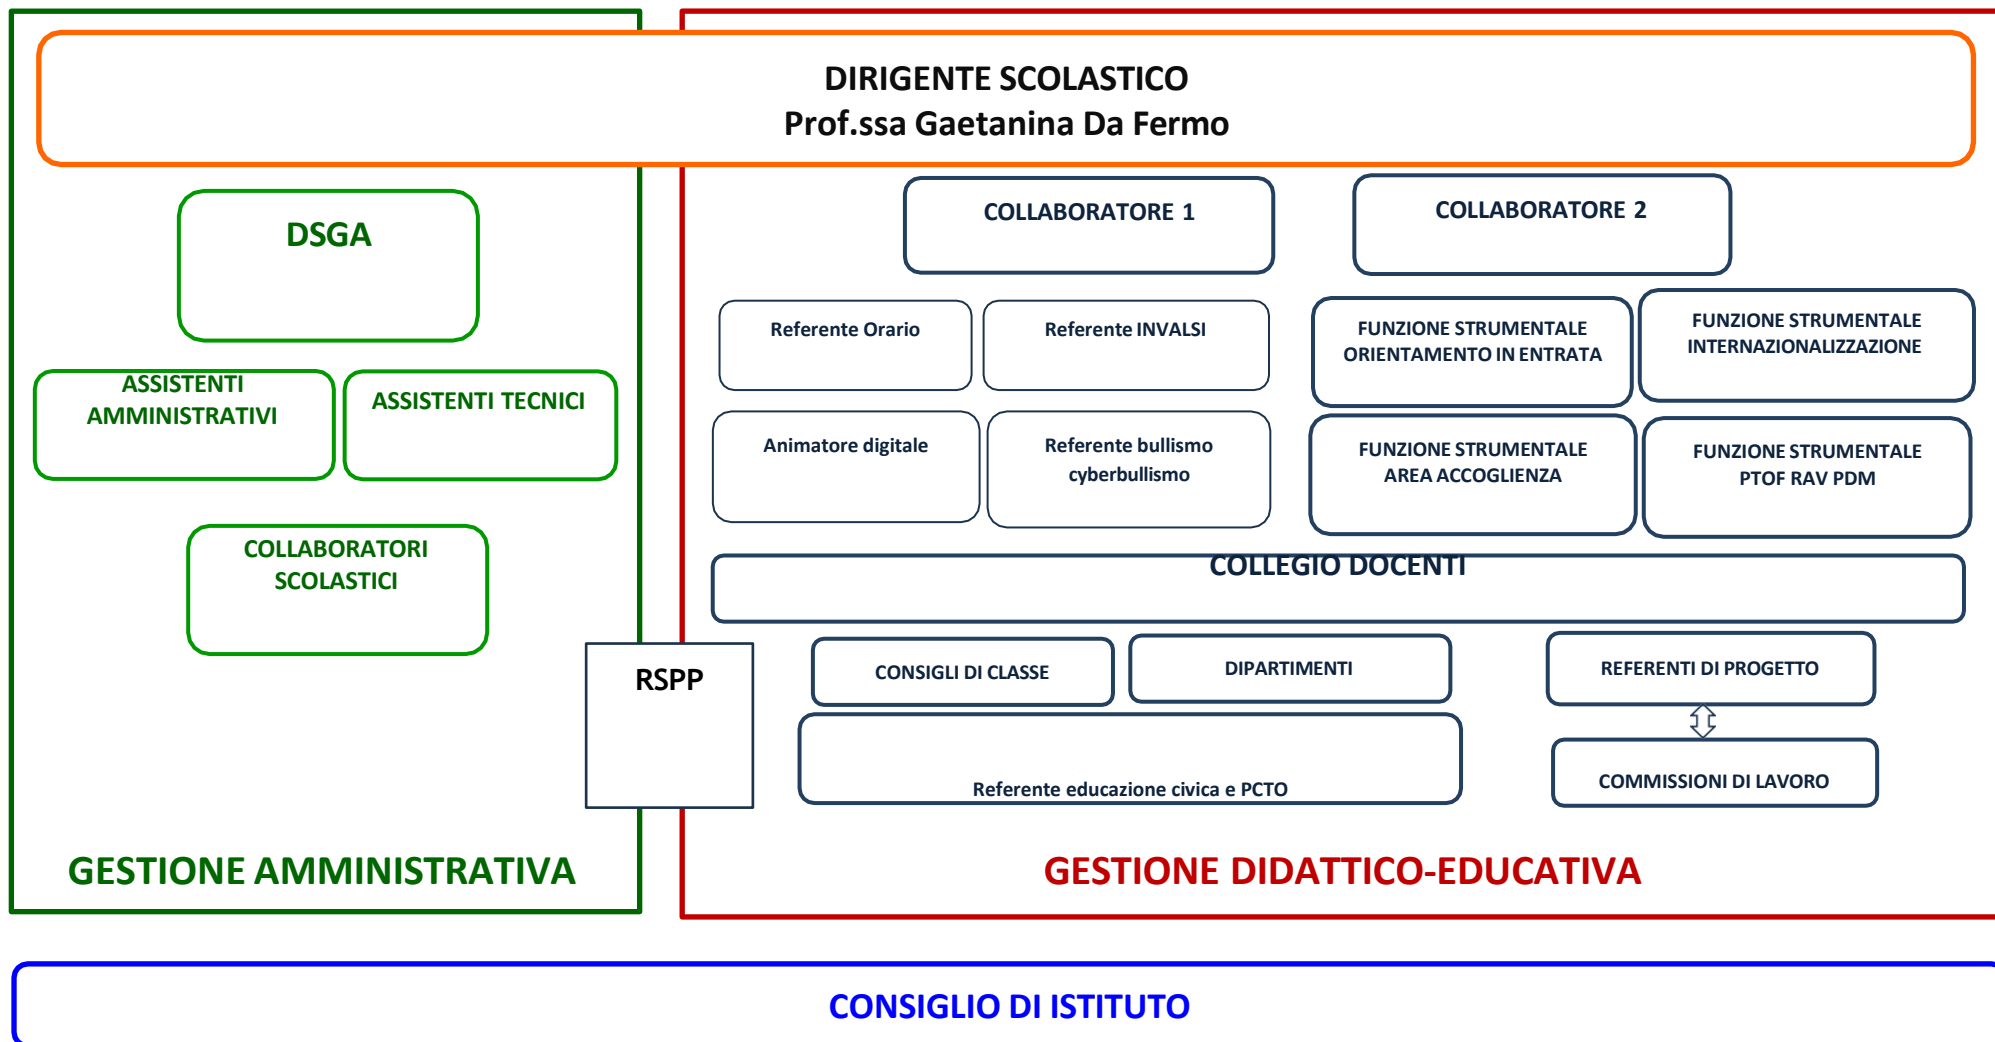 DIRIGENTE SCOLASTICO
Prof.ssa Gaetanina Da Fermo
DSGA
ASSISTENTI
AMMINISTRATIVI
ASSISTENTI TECNICI
COLLABORATORI
SCOLASTICI
RSPP
GESTIONE AMMINISTRATIVA
COLLABORATORE 1
COLLABORATORE 2
Referente Orario
Referente INVALSI
FUNZIONE STRUMENTALE
ORIENTAMENTO IN ENTRATA
FUNZIONE STRUMENTALE
INTERNAZIONALIZZAZIONE
Animatore digitale
Referente bullismo
cyberbullismo
FUNZIONE STRUMENTALE
AREA ACCOGLIENZA
FUNZIONE STRUMENTALE
PTOF RAV PDM
COLLEGIO DOCENTI
CONSIGLI DI CLASSE
DIPARTIMENTI
REFERENTI DI PROGETTO
Referente educazione civica e PCTO
COMMISSIONI DI LAVORO
GESTIONE DIDATTICO-EDUCATIVA
CONSIGLIO DI ISTITUTO